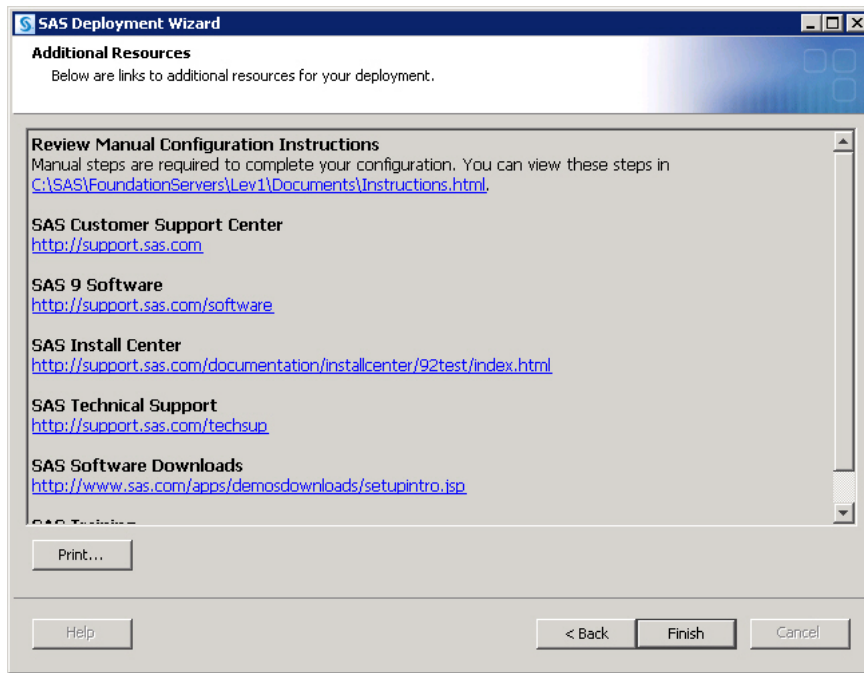 SAS Deployment Wizard
Additional Resources
Below are links to additional resources for your deployment.
Review Manual Configuration Instructions
Manual steps are required to complete your configuration. You can view these steps in
C:\SAS\FoundationServers\Lev1\Documents\Instructions.html.
SAS Customer Support Center
http://support.sas.com
SAS 9 Software
http://support.sas.com/software
SAS Install Center
http://support.sas.com/documentation/installcenter/92test/index.html
SAS Technical Support
http://support.sas.com/techsup
SAS Software Downloads
http://www.sas.com/apps/demosdownloads/setupintro.jsp
SAS Training
Print...
Help
< Back
Finish
Cancel